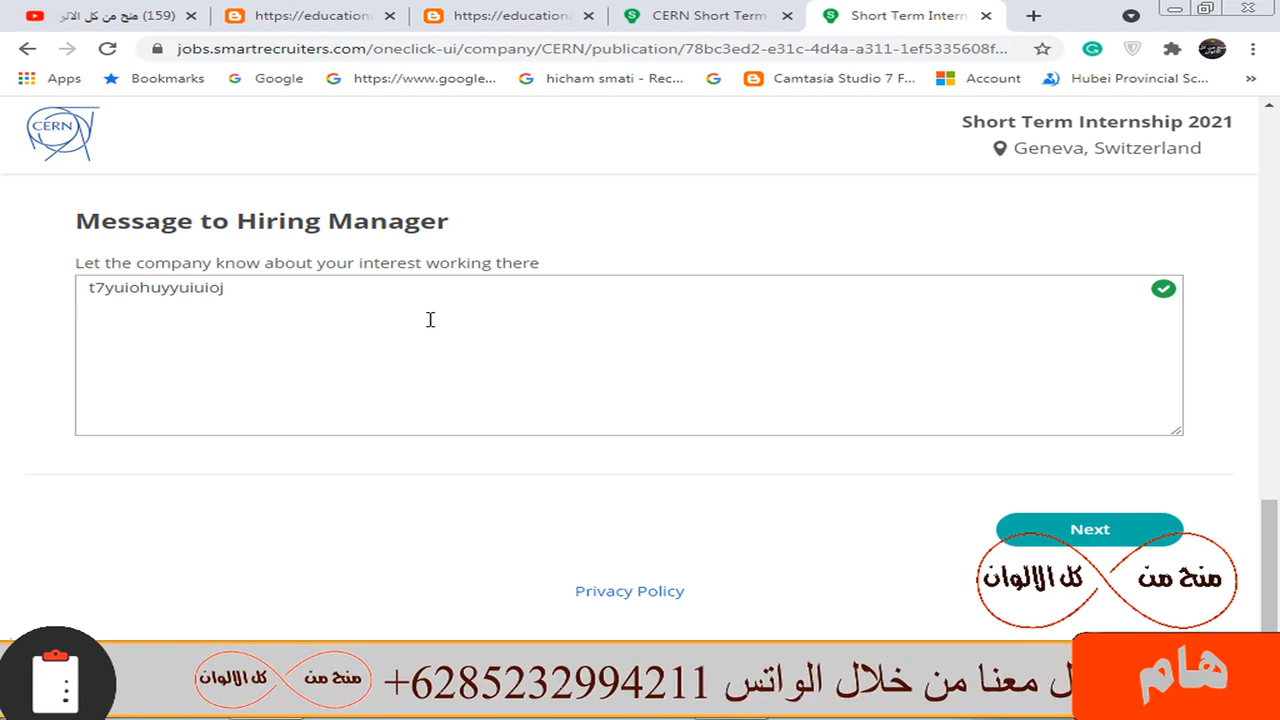 (159) منح من كل الالو
https://education
https://education
CERN Short Term
Short Term Intern
jobs.smartrecruiters.com/oneclick-ui/company/CERN/publication/78bc3ed2-e31c-4d4a-a311-1ef5335608f...
Apps
Bookmarks
Google
https://www.google...
hicham smati - Rec...
Camtasia Studio 7 F...
Account
Hubei Provincial Sc...
»
CERN
Short Term Internship 2021
Geneva, Switzerland
Message to Hiring Manager
Let the company know about your interest working there
t7yuiohuyyuiuioj
Next
منح من كل الالوان
Privacy Policy
منح من كل الالوان
ل معنا من خلال الواتس 6285232994211+
هام